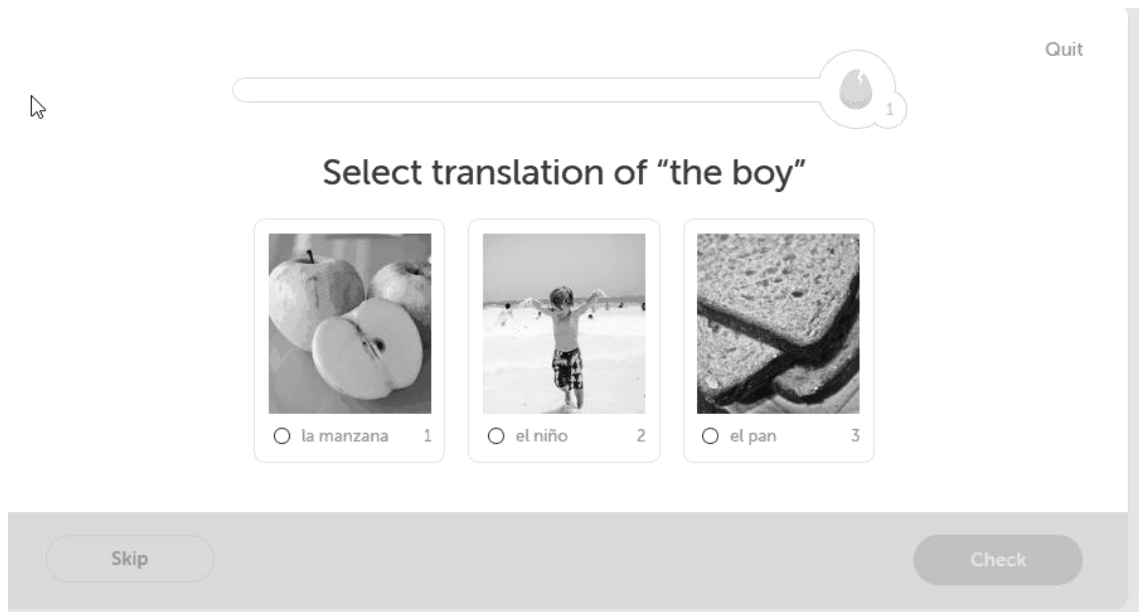 Quit
1
Select translation of “the boy”
la manzana 1
el niño 2
el pan 3
Skip
Check